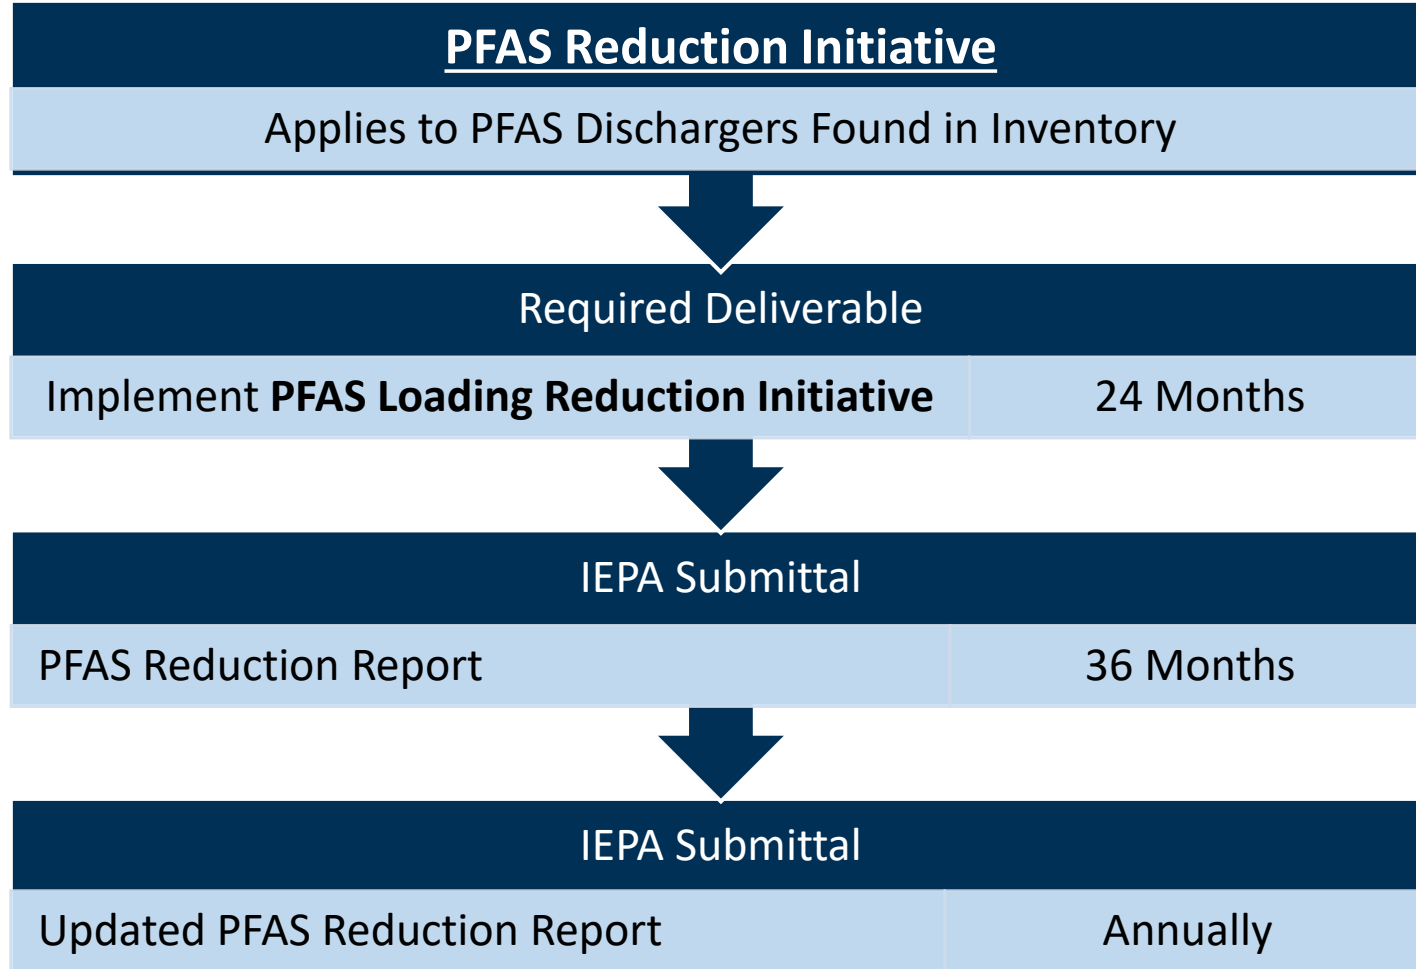 PFAS Reduction Initiative
Applies to PFAS Dischargers Found in Inventory
Required Deliverable
Implement PFAS Loading Reduction Initiative 24 Months
IEPA Submittal
PFAS Reduction Report 36 Months
IEPA Submittal
Updated PFAS Reduction Report Annually